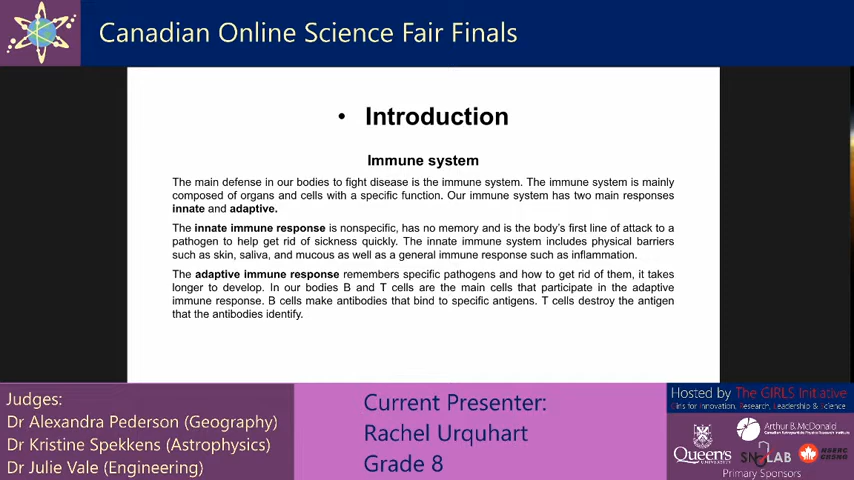 Canadian Online Science Fair Finals
• Introduction
Immune system
The main defense in our bodies to fight disease is the immune system. The immune system is mainly
composed of organs and cells with a specific function. Our immune system has two main responses
innate and adaptive.
The innate immune response is nonspecific, has no memory and is the body's first line of attack to a
pathogen to help get rid of sickness quickly. The innate immune system includes physical barriers
such as skin, saliva, and mucous as well as a general immune response such as inflammation.
The adaptive immune response remembers specific pathogens and how to get rid of them, it takes
longer to develop. In our bodies B and T cells are the main cells that participate in the adaptive
immune response. B cells make antibodies that bind to specific antigens. T cells destroy the antigen
that the antibodies identify.
Judges:
Dr Alexandra Pederson (Geography)
Dr Kristine Spekkens (Astrophysics)
Dr Julie Vale (Engineering)
Current Presenter:
Rachel Urquhart
Grade 8
Hosted by The GIRLS Initiative
Girls for Innovation, Research, Leadership & Science
Arthur B. McDonald
Canadian Astroparticle Physics Research Institute
Queen's
UNIVERSITY
SNOLAB
NSERC
CRSNG
Primary Sponsors